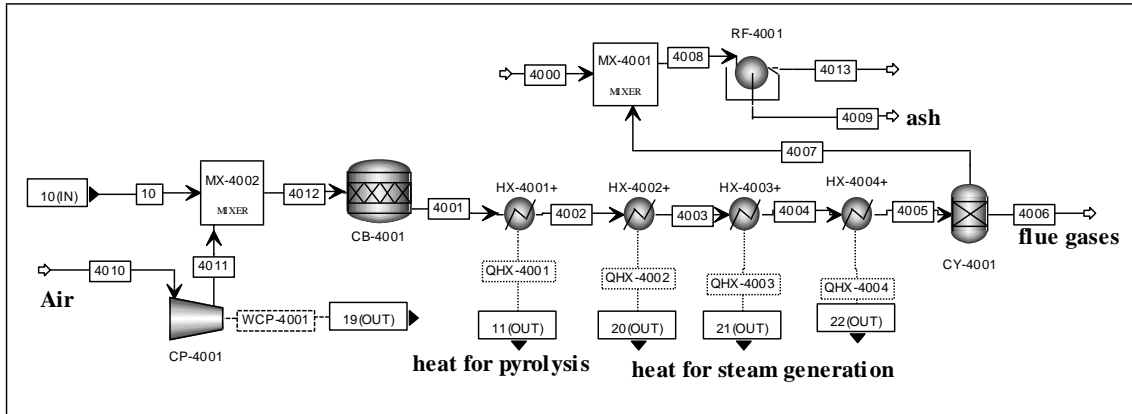 RF-4001
MX-4001
MIXER
4000
4008
4013
4009
ash
4007
10(IN)
10
MX-4002
MIXER
4012
CB-4001
4001
HX-4001+
4002
HX-4002+
4003
HX-4003+
4004
HX-4004+
4005
4006
flue gases
CY-4001
4010
4011
Air
CP-4001
WCP-4001
19(OUT)
QHX-4001
QHX-4002
QHX-4003
QHX-4004
11(OUT)
20(OUT)
21(OUT)
22(OUT)
heat for pyrolysis
heat for steam generation